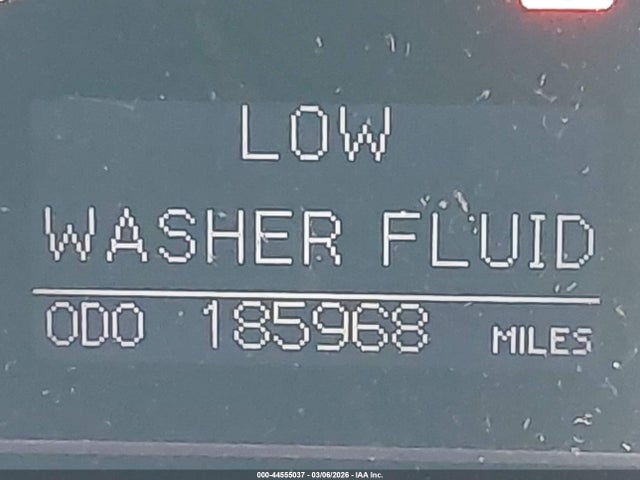 LOW
WASHER FLUID
ODO 185968 MILES
000-44555037 - 03/06/2026 - IAA Inc.